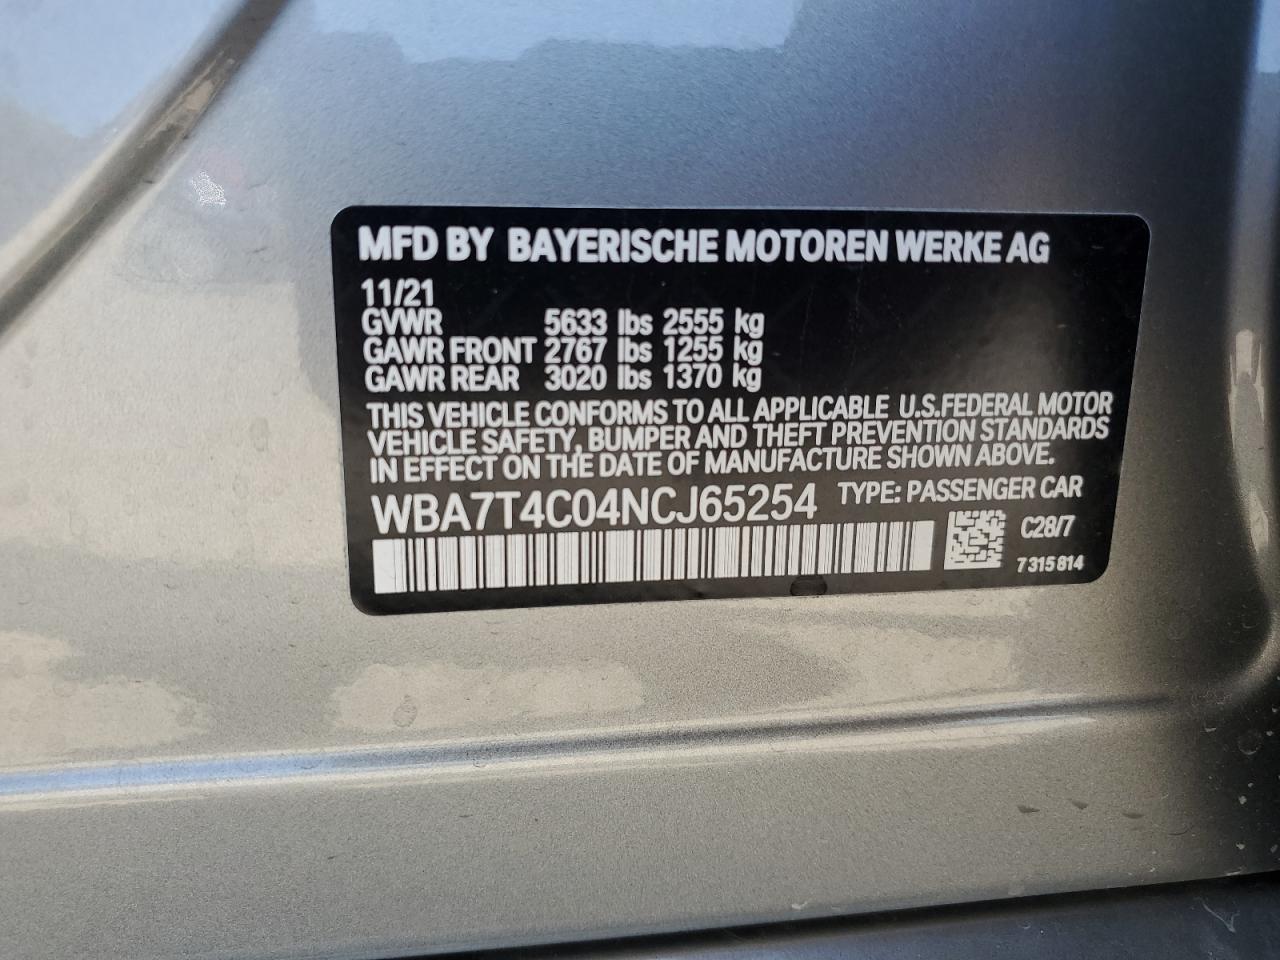 MFD BY BAYERISCHE MOTOREN WERKE AG
11/21
GVWR 5633 lbs 2555 kg
GAWR FRONT 2767 lbs 1255 kg
GAWR REAR 3020 lbs 1370 kg
THIS VEHICLE CONFORMS TO ALL APPLICABLE U.S.FEDERAL MOTOR
VEHICLE SAFETY, BUMPER AND THEFT PREVENTION STANDARDS
IN EFFECT ON THE DATE OF MANUFACTURE SHOWN ABOVE.
WBA7T4C04NCJ65254 TYPE: PASSENGER CAR
C28/7
7 315 814